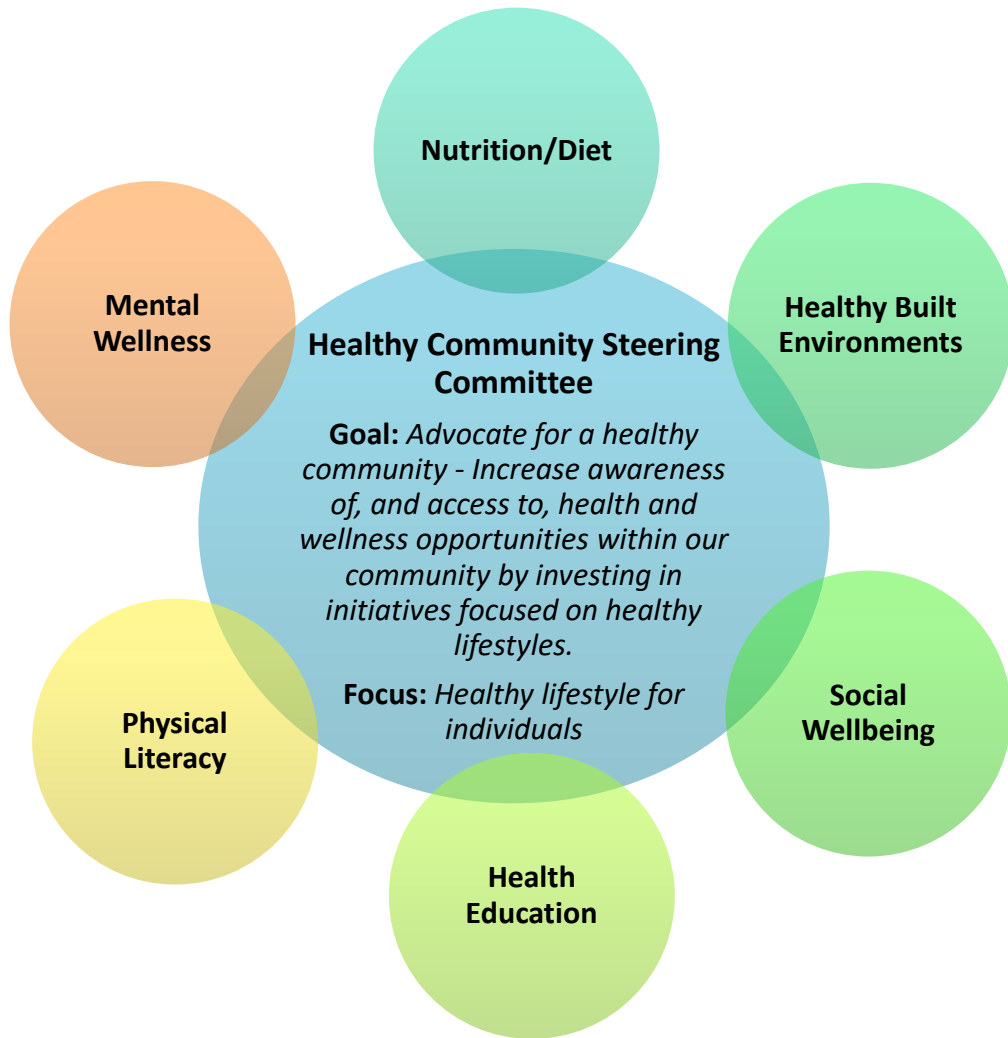 Nutrition/Diet
Mental
Wellness
Healthy Built
Environments
Healthy Community Steering
Committee
Goal: Advocate for a healthy
community - Increase awareness
of, and access to, health and
wellness opportunities within our
community by investing in
initiatives focused on healthy
lifestyles.
Focus: Healthy lifestyle for
individuals
Physical
Literacy
Social
Wellbeing
Health
Education